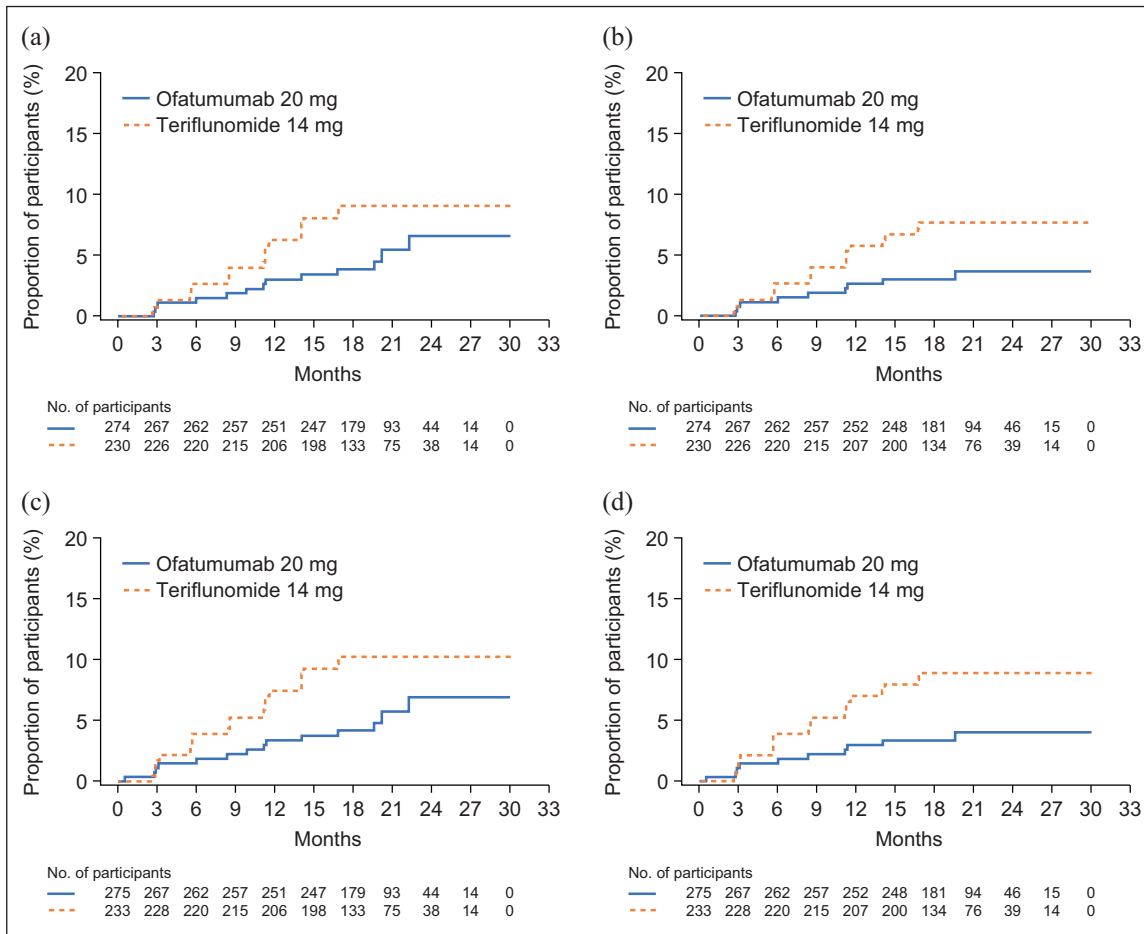 (a)
Proportion of participants (%)
20
15
10
5
0
Ofatumumab 20 mg
Teriflunomide 14 mg
0 3 6 9 12 15 18 21 24 27 30 33
Months
No. of participants
274 267 262 257 251 247 179 93 44 14 0
230 226 220 215 206 198 133 75 38 14 0
(b)
Proportion of participants (%)
20
15
10
5
0
Ofatumumab 20 mg
Teriflunomide 14 mg
0 3 6 9 12 15 18 21 24 27 30 33
Months
No. of participants
274 267 262 257 252 248 181 94 46 15 0
230 226 220 215 207 200 134 76 39 14 0
(c)
Proportion of participants (%)
20
15
10
5
0
Ofatumumab 20 mg
Teriflunomide 14 mg
0 3 6 9 12 15 18 21 24 27 30 33
Months
No. of participants
275 267 262 257 251 247 179 93 44 14 0
233 228 220 215 206 198 133 75 38 14 0
(d)
Proportion of participants (%)
20
15
10
5
0
Ofatumumab 20 mg
Teriflunomide 14 mg
0 3 6 9 12 15 18 21 24 27 30 33
Months
No. of participants
275 267 262 257 252 248 181 94 46 15 0
233 228 220 215 207 200 134 76 39 14 0